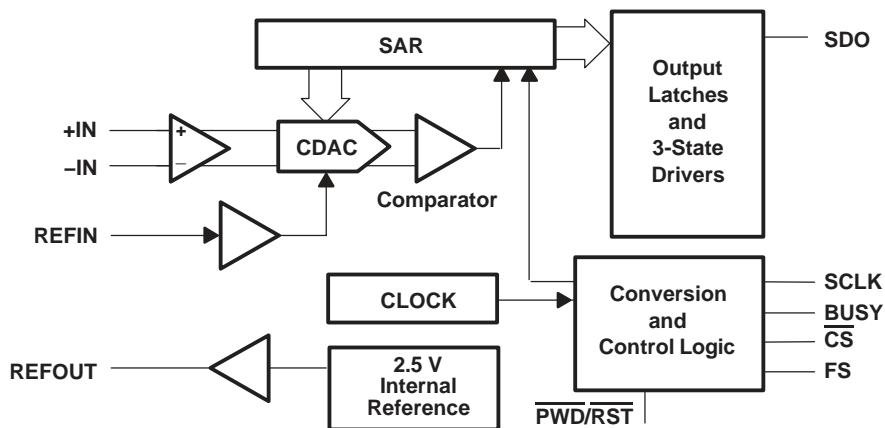 SAR
SDO
Output
Latches
and
3-State
Drivers
+IN
–IN
+
–
CDAC
Comparator
REFIN
CLOCK
Conversion
and
Control Logic
SCLK
BUSY
CS
FS
REFOUT
2.5 V
Internal
Reference
PWD/RST